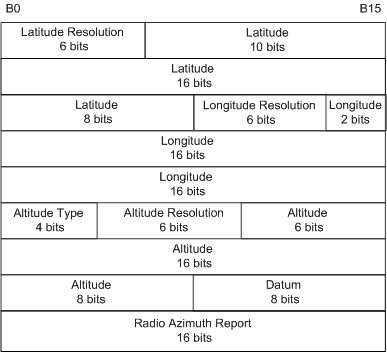 B0 B15
Latitude Resolution Latitude
6 bits 10 bits
Latitude
16 bits
Latitude Longitude Resolution Longitude
8 bits 6 bits 2 bits
Longitude
16 bits
Longitude
16 bits
Altitude Type Altitude Resolution Altitude
4 bits 6 bits 6 bits
Altitude
16 bits
Altitude Datum
8 bits 8 bits
Radio Azimuth Report
16 bits